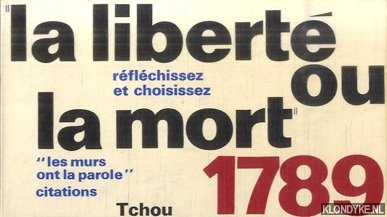 "la liberté
réfléchissez
et choisissez
ou
la mort"
"les murs
ont la parole"
citations
1789
Tchou
KLONDYKE.NL